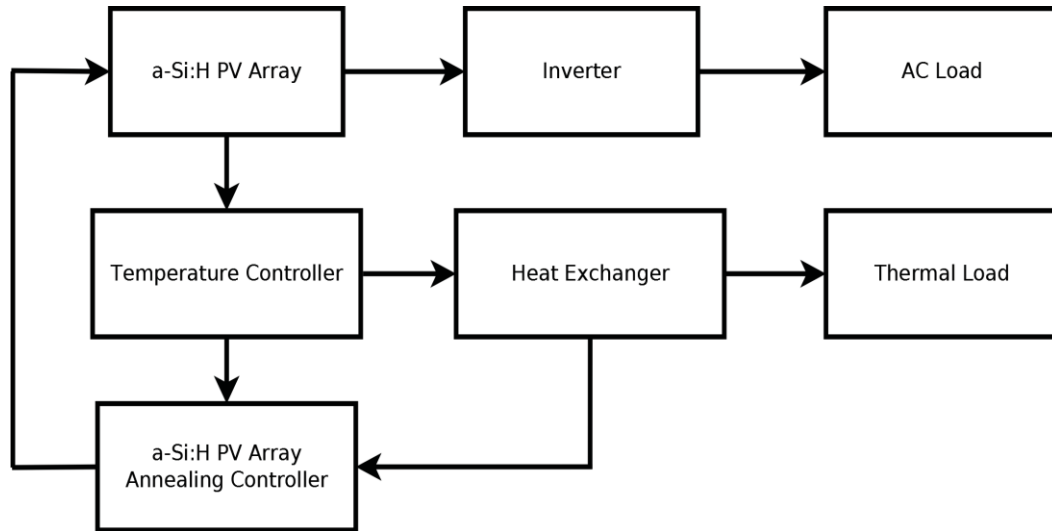 a-Si:H PV Array
Inverter
AC Load
Temperature Controller
Heat Exchanger
Thermal Load
a-Si:H PV Array
Annealing Controller